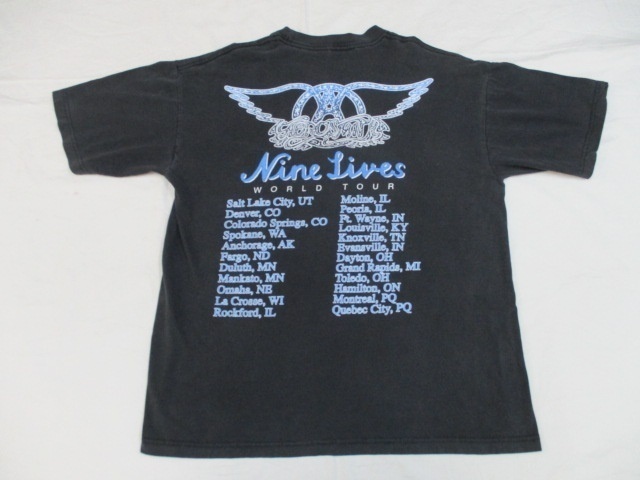 AEROSMITH
Nine Lives
WORLD TOUR
Salt Lake City, UT
Denver, CO
Colorado Springs, CO
Spokane, WA
Anchorage, AK
Fargo, ND
Duluth, MN
Mankato, MN
Omaha, NE
La Crosse, WI
Rockford, IL
Moline, IL
Peoria, IL
Ft. Wayne, IN
Louisville, KY
Knoxville, TN
Evansville, IN
Dayton, OH
Grand Rapids, MI
Toledo, OH
Hamilton, ON
Montreal, PQ
Quebec City, PQ